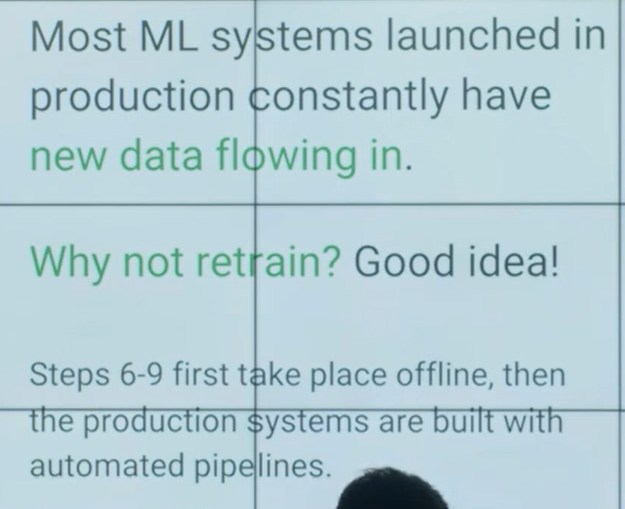 Most ML systems launched in
production constantly have
new data flowing in.
Why not retrain? Good idea!
Steps 6-9 first take place offline, then
the production systems are built with
automated pipelines.